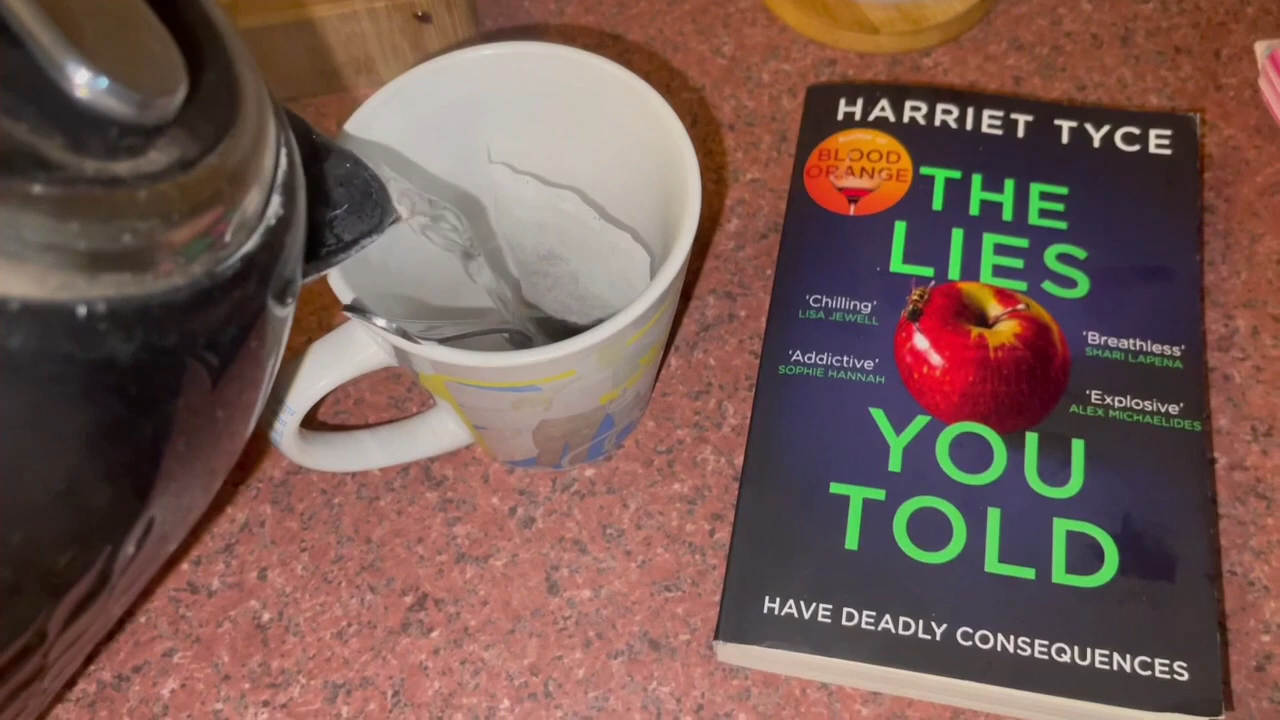 HARRIET TYCE
BLOOD
ORANGE
THE
LIES
'Chilling'
LISA JEWELL
'Breathless'
SHARI LAPENA
'Addictive'
SOPHIE HANNAH
'Explosive'
ALEX MICHAELIDES
YOU
TOLD
HAVE DEADLY CONSEQUENCES